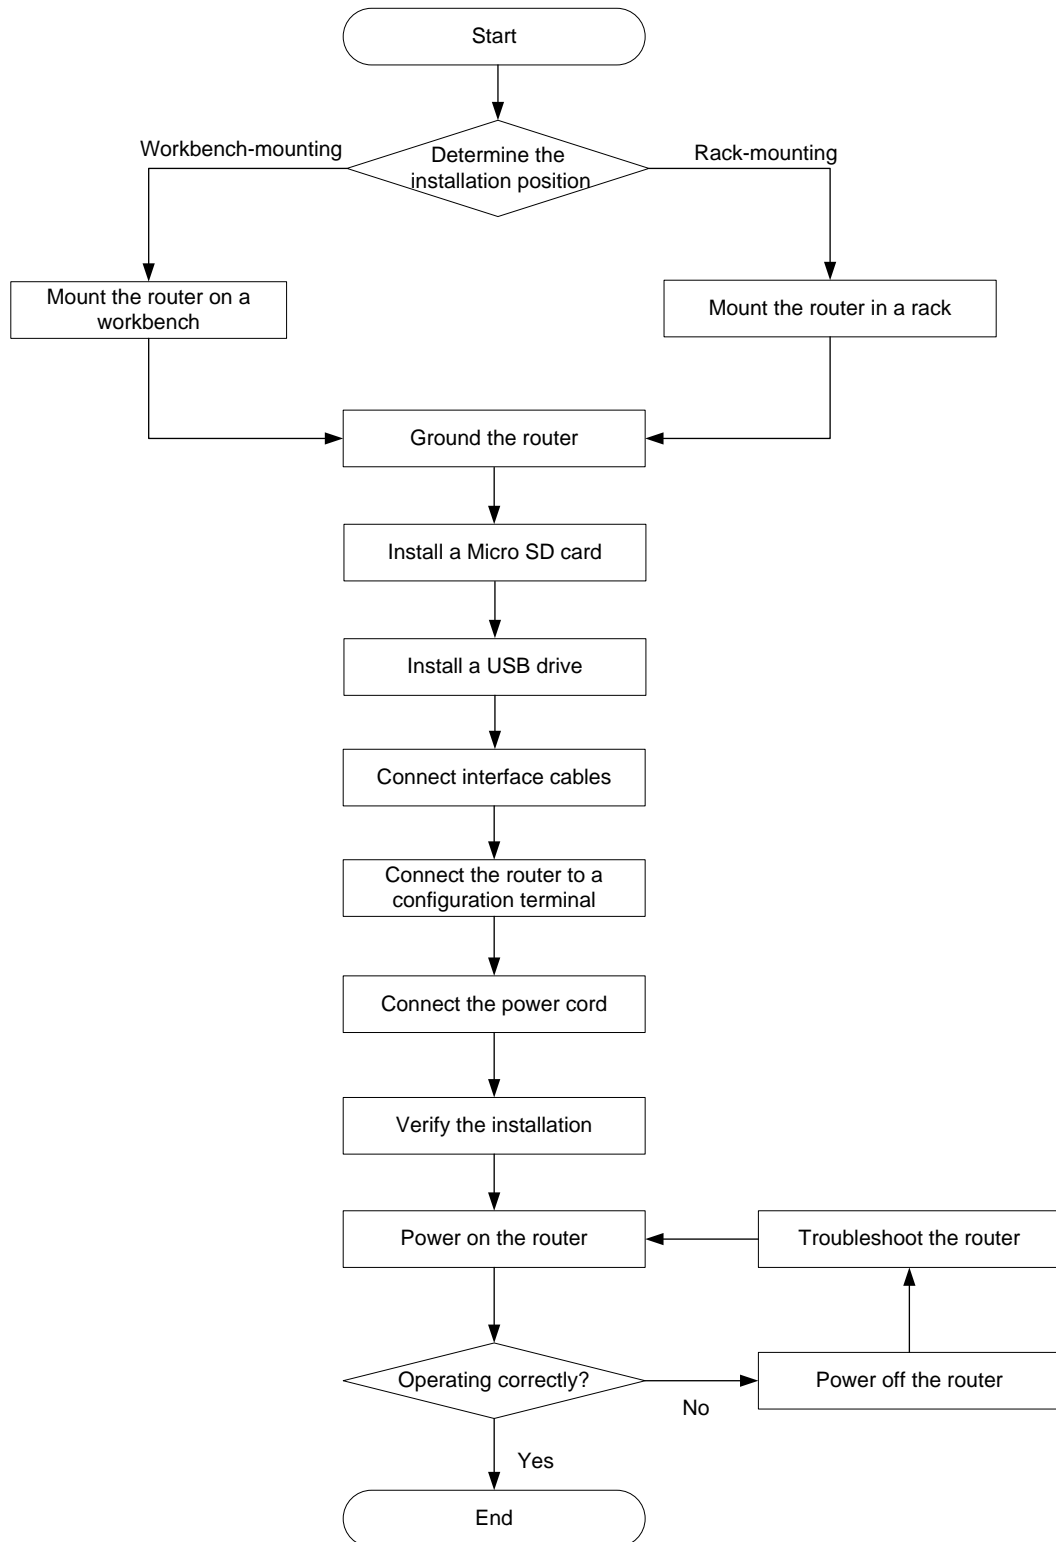 Start
Workbench-mounting
Determine the
installation position
Rack-mounting
Mount the router on a
workbench
Mount the router in a rack
Ground the router
Install a Micro SD card
Install a USB drive
Connect interface cables
Connect the router to a
configuration terminal
Connect the power cord
Verify the installation
Power on the router
Troubleshoot the router
Operating correctly?
Power off the router
No
Yes
End